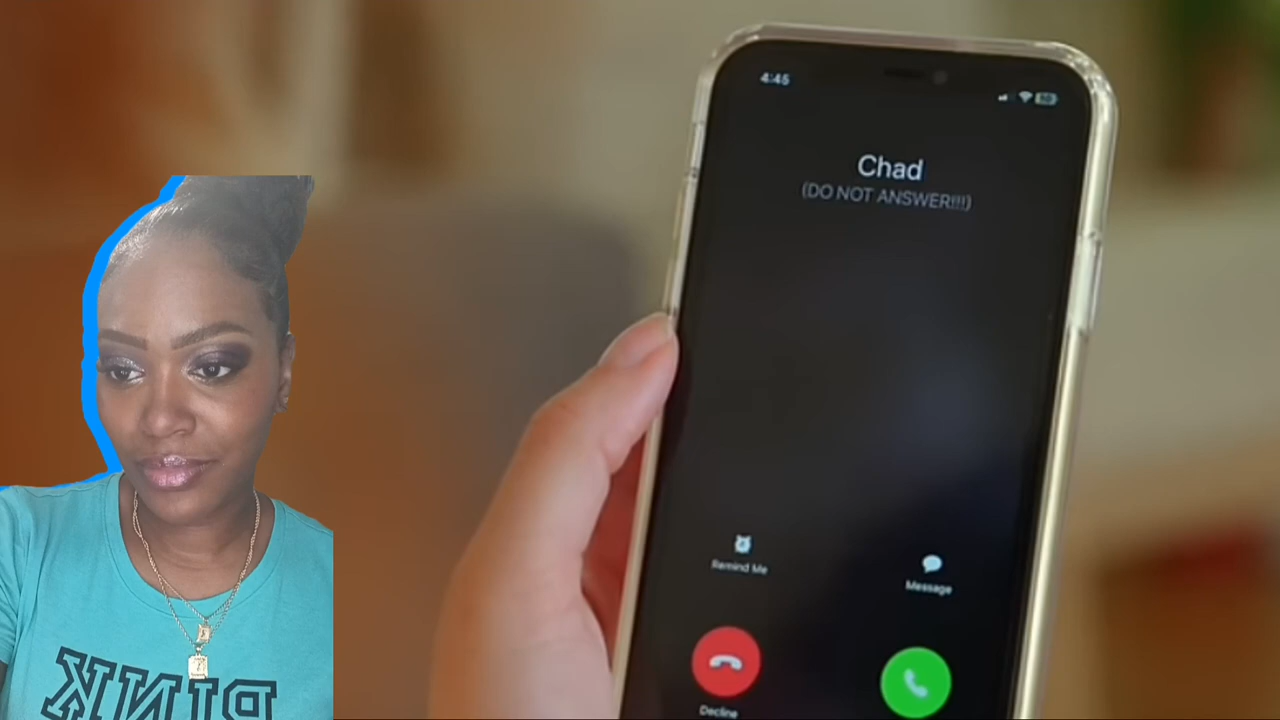 4:45
Chad
(DO NOT ANSWER!!!)
Remind Me
Message
Decline
PINK